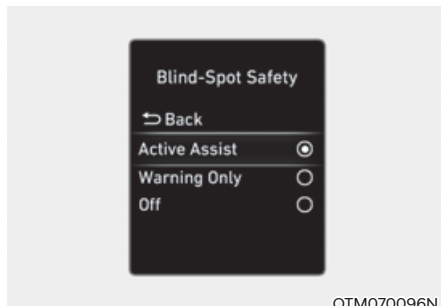 Blind-Spot Safety
Back
Active Assist
Warning Only
Off
OTM070096N